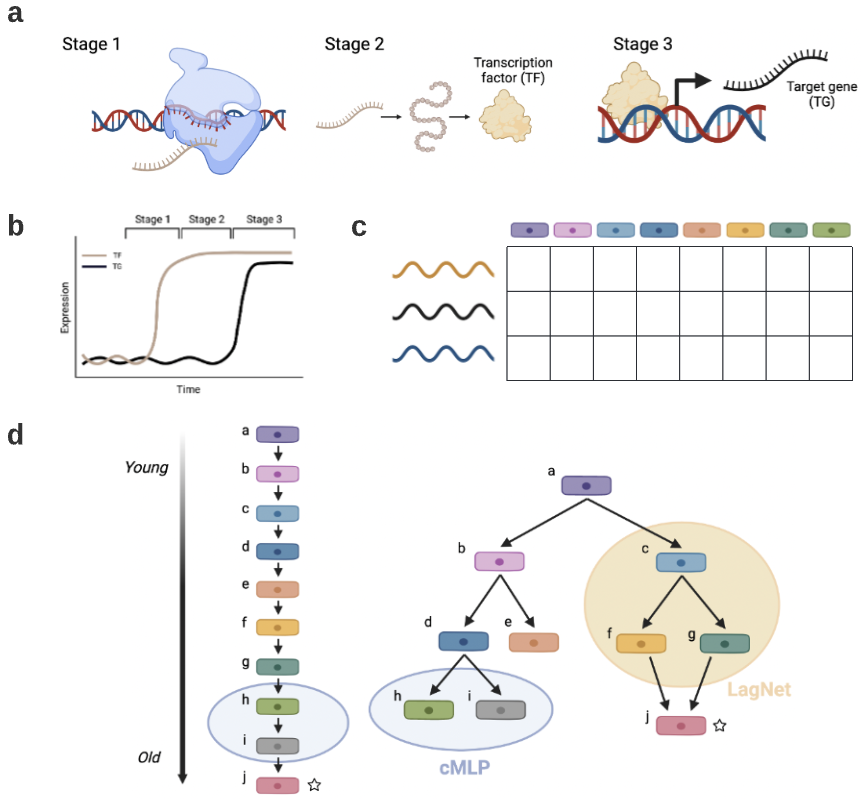 a
Stage 1
Stage 2
Stage 3
Transcription
factor (TF)
Target gene
(TG)
b
Stage 1
Stage 2
Stage 3
TF
TG
Expression
Time
c
d
Young
Old
a
b
c
d
e
f
g
h
i
j
a
b
c
d
e
f
g
h
i
j
cMLP
LagNet